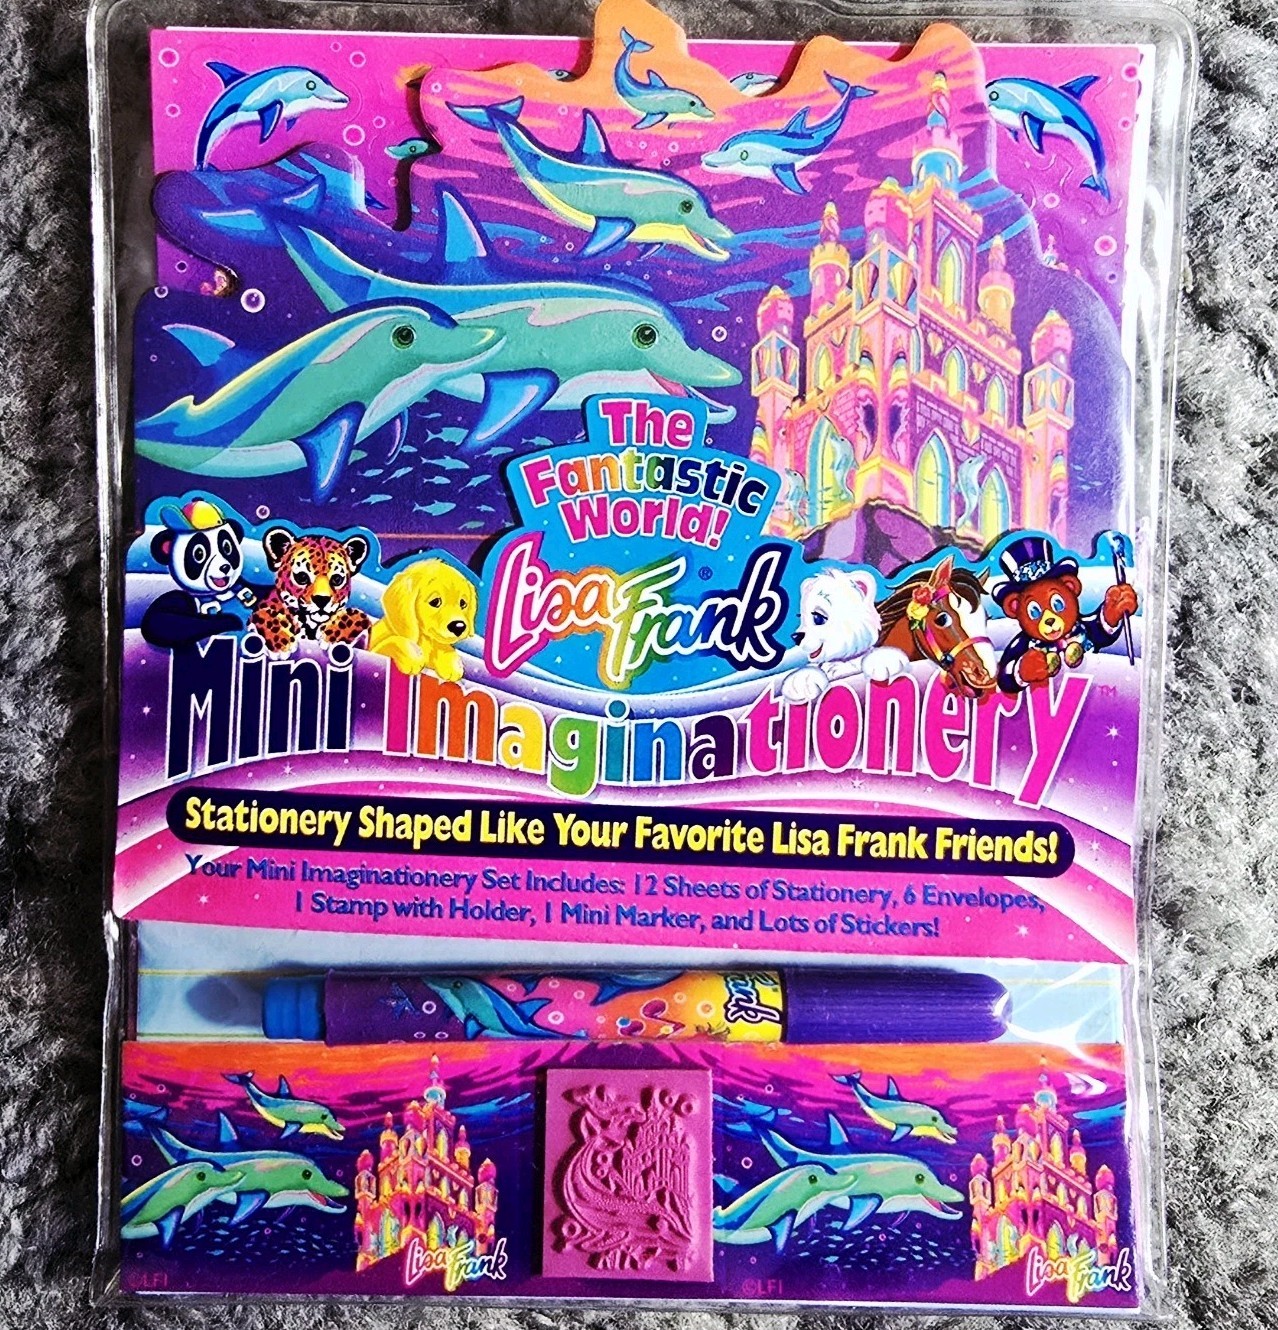 The
Fantastic
World!
Lisa Frank®
Mini Imaginationery™
Stationery Shaped Like Your Favorite Lisa Frank Friends!
Your Mini Imaginationery Set Includes: 12 Sheets of Stationery, 6 Envelopes,
1 Stamp with Holder, 1 Mini Marker, and Lots of Stickers!
Frank
Lisa Frank
Lisa Frank
©LFI
©LFI